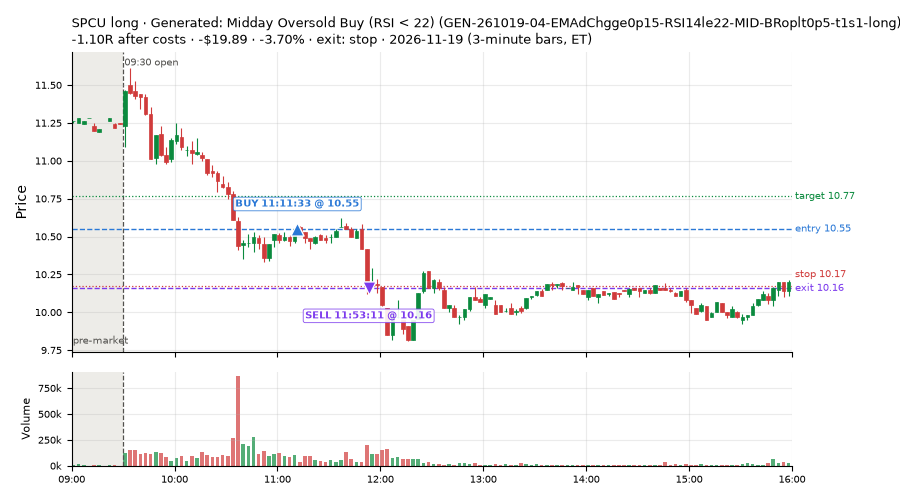 SPCU long · Generated: Midday Oversold Buy (RSI < 22) (GEN-261019-04-EMAdChgge0p15-RSI14le22-MID-BRoplt0p5-t1s1-long)
-1.10R after costs · -$19.89 · -3.70% · exit: stop · 2026-11-19 (3-minute bars, ET)
09:30 open
11.50
11.25
11.00
10.75
10.50
10.25
10.00
9.75
Price
BUY 11:11:33 @ 10.55
SELL 11:53:11 @ 10.16
target 10.77
entry 10.55
stop 10.17
exit 10.16
pre-market
750k
500k
250k
0k
Volume
09:00
10:00
11:00
12:00
13:00
14:00
15:00
16:00